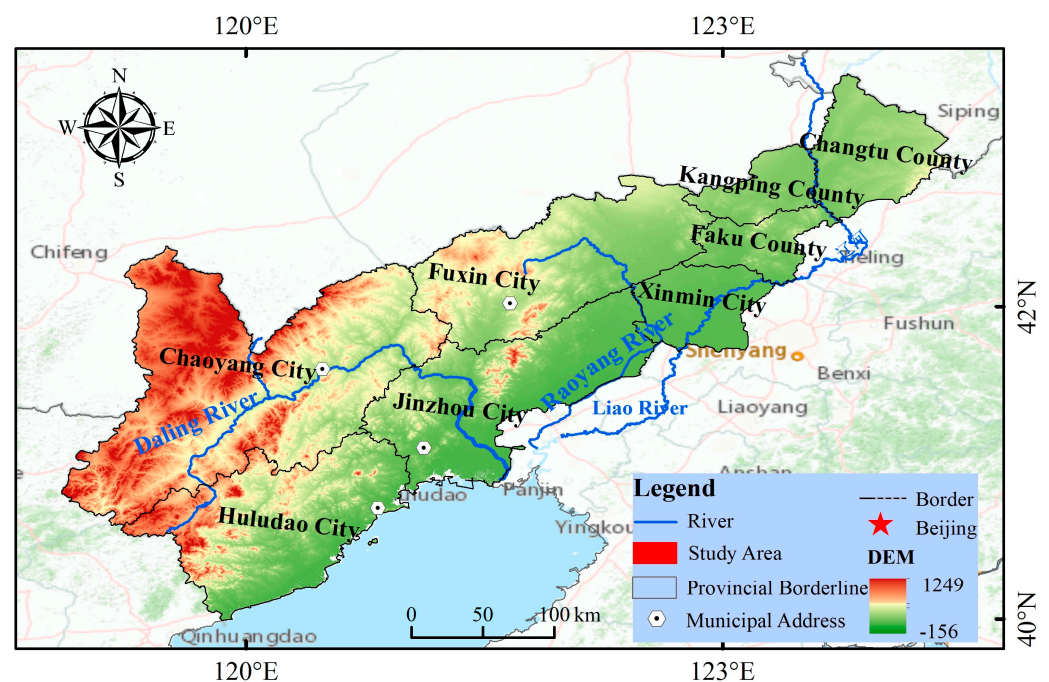 120°E
123°E
N
W
E
S
Siping
Changtu County
Kangping County
Chifeng
Faku County
Tieling
Fuxin City
Xinmin City
42°N
Fushun
Raoyang River
Shenyang
Chaoyang City
Benxi
Daling River
Jinzhou City
Liao River
Liaoyang
Anshan
Panjin
Huludao City
Yingkou
Qinhuangdao
0
50
100 km
Legend
River
Study Area
Provincial Borderline
Municipal Address
Border
Beijing
DEM
1249
-156
40°N
120°E
123°E